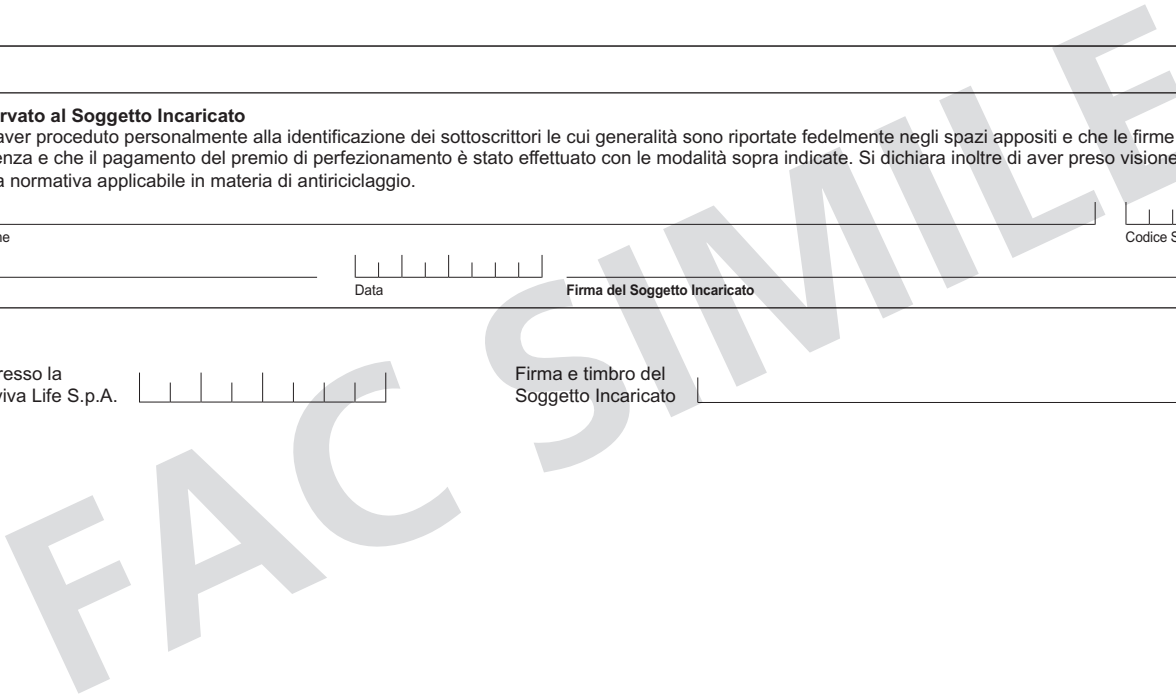 rvato al Soggetto Incaricato
aver proceduto personalmente alla identificazione dei sottoscrittori le cui generalità sono riportate fedelmente negli spazi appositi e che le firme
enza e che il pagamento del premio di perfezionamento è stato effettuato con le modalità sopra indicate. Si dichiara inoltre di aver preso visione
a normativa applicabile in materia di antiriciclaggio.
ne
Codice S
Data
Firma del Soggetto Incaricato
resso la
viva Life S.p.A.
Firma e timbro del
Soggetto Incaricato
FAC SIMILE